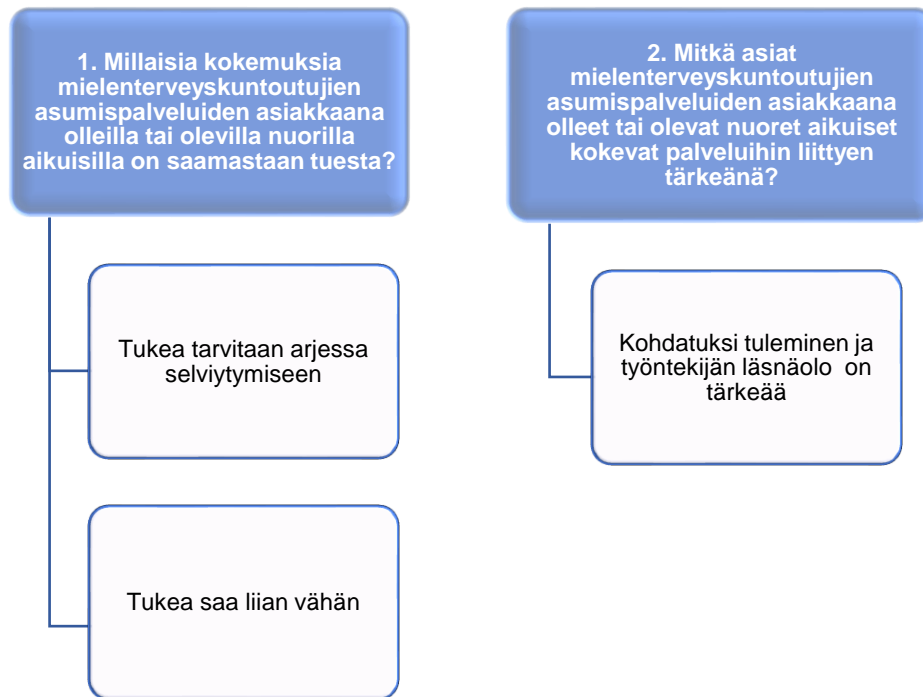 1. Millaisia kokemuksia
mielenterveyskuntoutujien
asumispalveluiden asiakkaana
olleilla tai olevilla nuorilla
aikuisilla on saamastaan tuesta?
Tukea tarvitaan arjessa
selviytymiseen
Tukea saa liian vähän
2. Mitkä asiat
mielenterveyskuntoutujien
asumispalveluiden asiakkaana
olleet tai olevat nuoret aikuiset
kokevat palveluihin liittyen
tärkeänä?
Kohdatuksi tuleminen ja
työntekijän läsnäolo  on
tärkeää